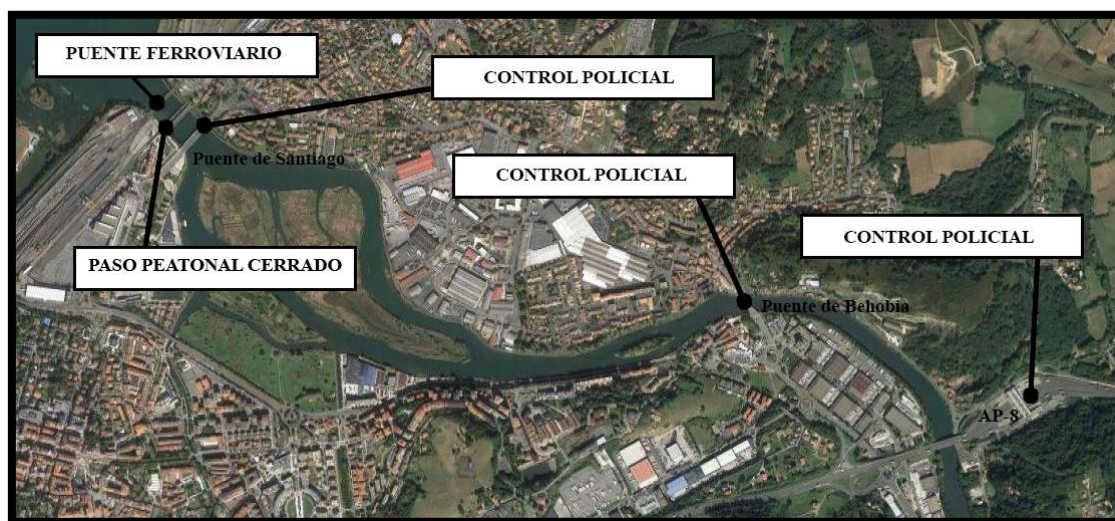 PUENTE FERROVIARIO
CONTROL POLICIAL
Puente de Santiago
CONTROL POLICIAL
CONTROL POLICIAL
PASO PEATONAL CERRADO
Puente de Behobia
AP-8